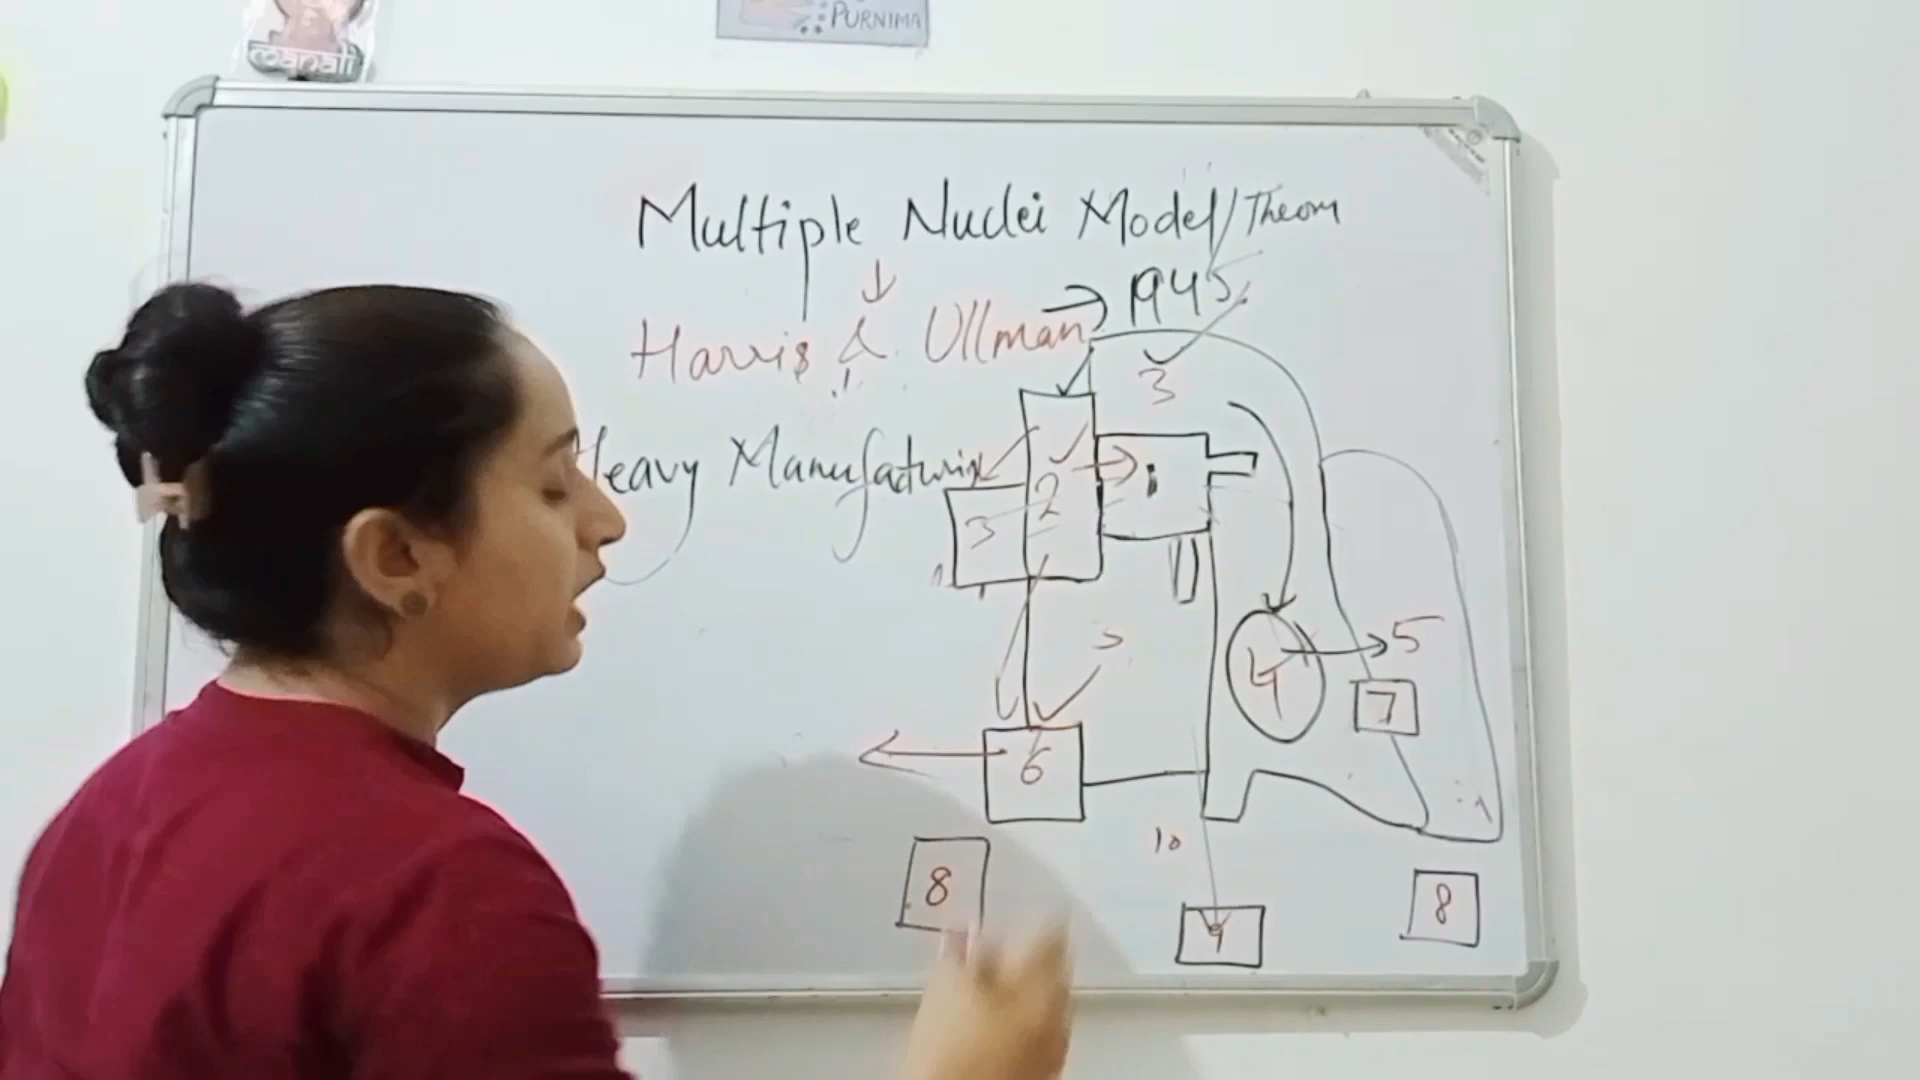 PURNIMA
manali
Multiple Nuclei Model/Theory
Harris & Ullman → 1945
3
Heavy Manufacturing
2
1
3
4
5
7
6
10
8
9
8